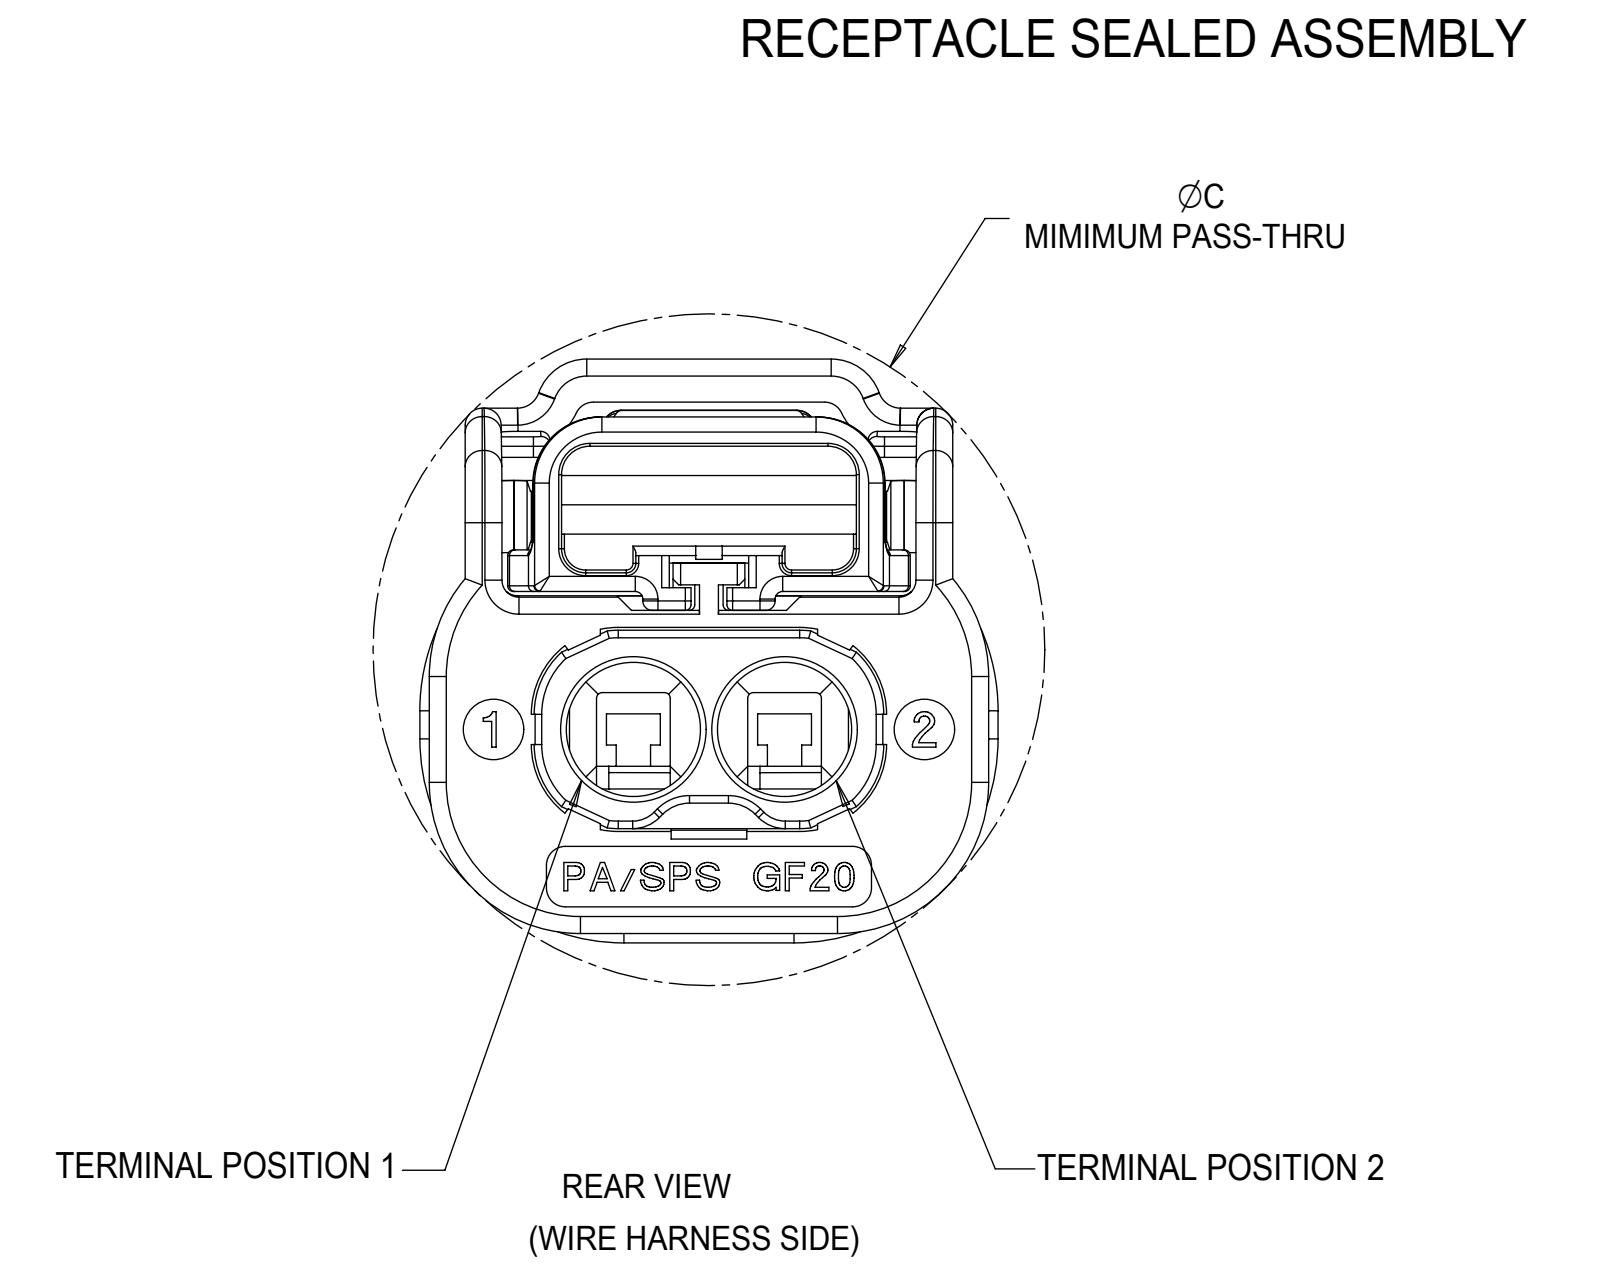 RECEPTACLE SEALED ASSEMBLY
∅C
MIMIMUM PASS-THRU
1
2
PA/SPS GF20
TERMINAL POSITION 1
TERMINAL POSITION 2
REAR VIEW
(WIRE HARNESS SIDE)